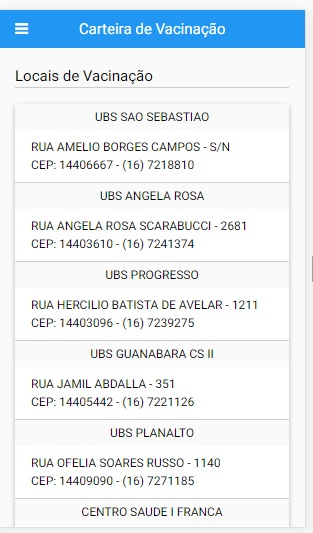 Carteira de Vacinação
Locais de Vacinação
UBS SAO SEBASTIAO
RUA AMELIO BORGES CAMPOS - S/N
CEP: 14406667 - (16) 7218810
UBS ANGELA ROSA
RUA ANGELA ROSA SCARABUCCI - 2681
CEP: 14403610 - (16) 7241374
UBS PROGRESSO
RUA HERCILIO BATISTA DE AVELAR - 1211
CEP: 14403096 - (16) 7239275
UBS GUANABARA CS II
RUA JAMIL ABDALLA - 351
CEP: 14405442 - (16) 7221126
UBS PLANALTO
RUA OFELIA SOARES RUSSO - 1140
CEP: 14409090 - (16) 7271185
CENTRO SAUDE I FRANCA